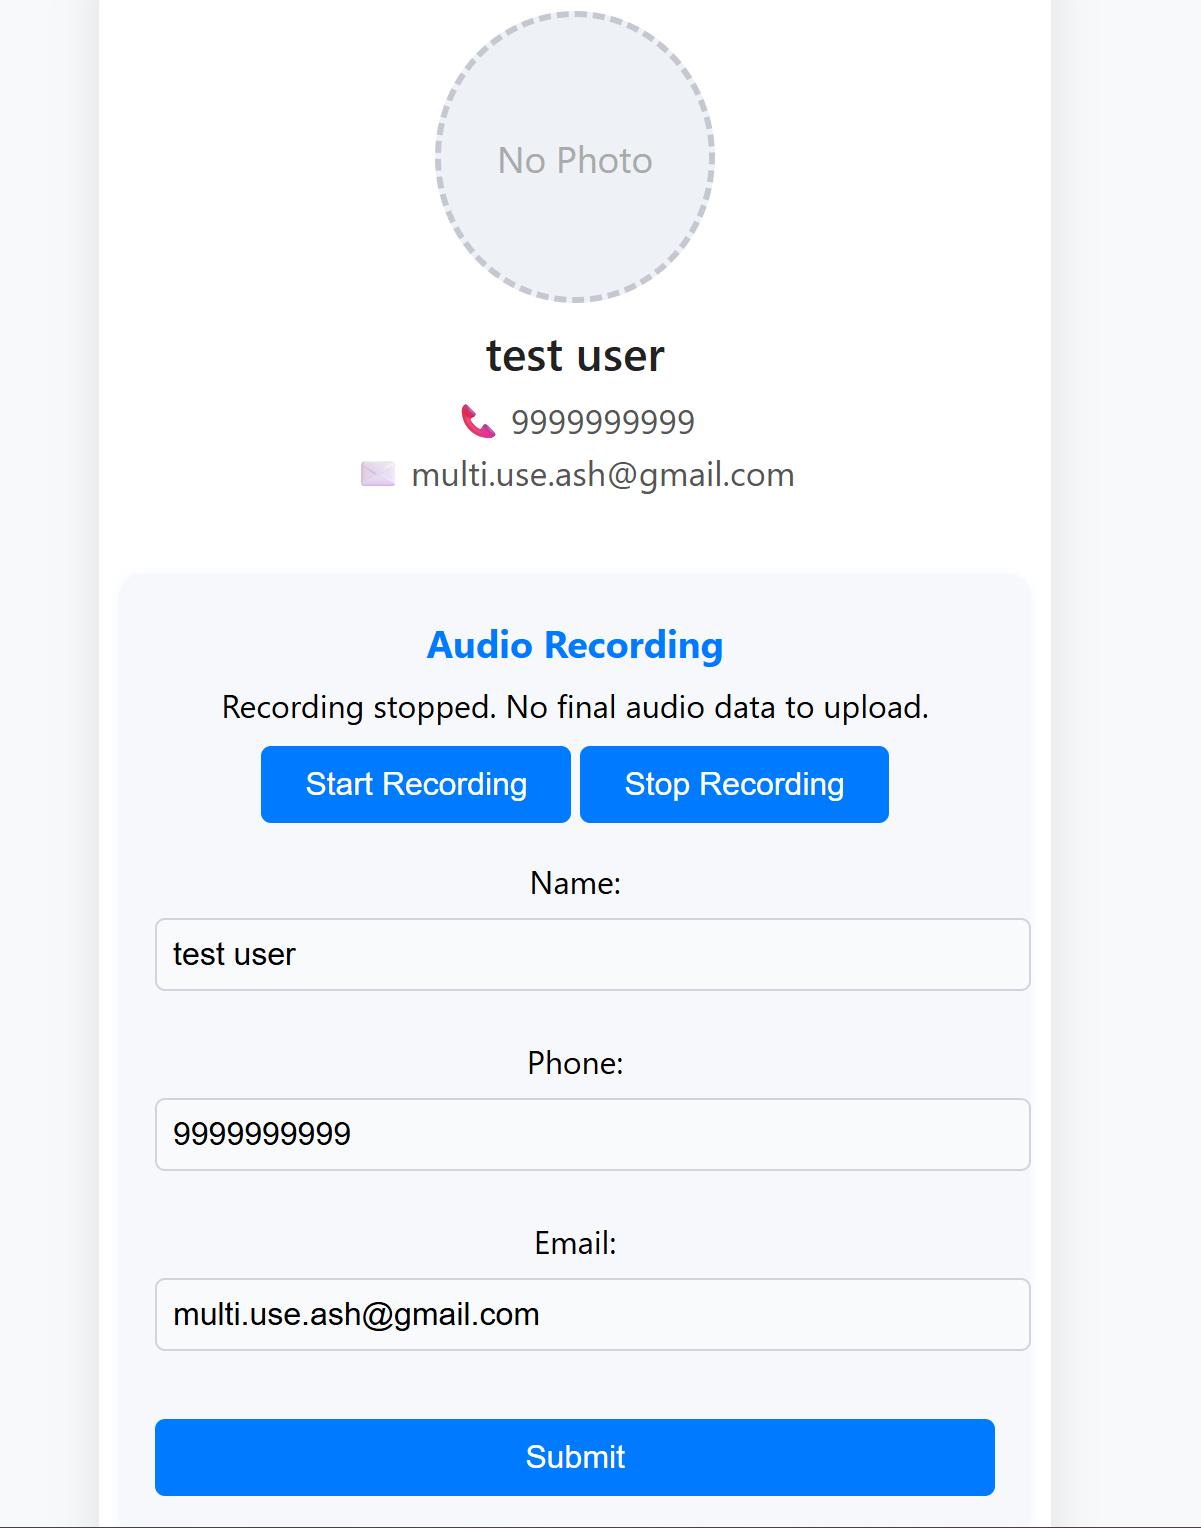 No Photo
test user
📞 9999999999
✉️ multi.use.ash@gmail.com
Audio Recording
Recording stopped. No final audio data to upload.
Start Recording Stop Recording
Name:
test user
Phone:
9999999999
Email:
multi.use.ash@gmail.com
Submit